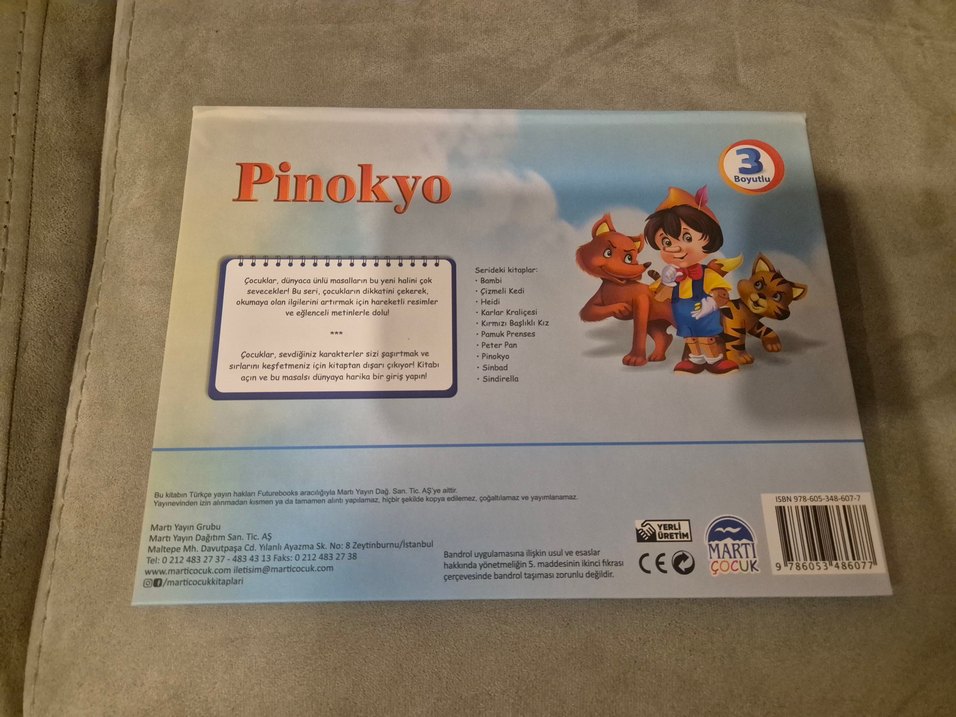 Pinokyo
3
Boyutlu
Çocuklar, dünyaca ünlü masalların bu yeni halini çok
sevecekler! Bu seri, çocukların dikkatini çekerek,
okumaya olan ilgilerini artırmak için hareketli resimler
ve eğlenceli metinlerle dolu!
***
Çocuklar, sevdiğiniz karakterler sizi şaşırtmak ve
sırlarını keşfetmeniz için kitaptan dışarı çıkıyor! Kitabı
açın ve bu masalsı dünyaya harika bir giriş yapın!
Serideki kitaplar:
• Bambi
• Çizmeli Kedi
• Heidi
• Karlar Kraliçesi
• Kırmızı Başlıklı Kız
• Pamuk Prenses
• Peter Pan
• Pinokyo
• Sinbad
• Sindirella
Bu kitabın Türkçe yayın hakları Futurebooks aracılığıyla Martı Yayın Dağ. San. Tic. AŞ'ye aittir.
Yayınevinden izin alınmadan kısmen ya da tamamen alıntı yapılamaz, hiçbir şekilde kopya edilemez, çoğaltılamaz ve yayımlanamaz.
Martı Yayın Grubu
Martı Yayın Dağıtım San. Tic. AŞ
Maltepe Mh. Davutpaşa Cd. Yılanlı Ayazma Sk. No: 8 Zeytinburnu/İstanbul
Tel: 0 212 483 27 37 - 483 43 13 Faks: 0 212 483 27 38
www.marticocuk.com iletisim@marticocuk.com
/marticocukkitaplari
Bandrol uygulamasına ilişkin usul ve esaslar
hakkında yönetmeliğin 5. maddesinin ikinci fıkrası
çerçevesinde bandrol taşıması zorunlu değildir.
YERLİ
ÜRETİM
CE
MARTI
ÇOCUK
ISBN 978-605-348-607-7
9 786053 486077